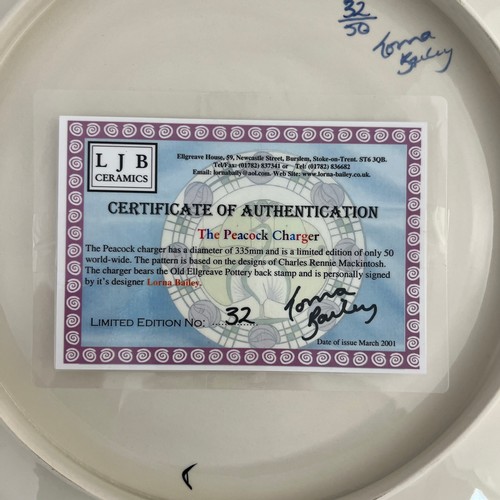 32
50
Lorna
Bailey
L J B
CERAMICS
Ellgreave House, 59, Newcastle Street, Burslem, Stoke-on-Trent. ST6 3QB.
Tel/Fax: (01782) 837341 or Tel: (01782) 836682
Email: lornabaily@aol.com. Web Site: www.lorna-bailey.co.uk.
CERTIFICATE OF AUTHENTICATION
The Peacock Charger
The Peacock charger has a diameter of 335mm and is a limited edition of only 50
world-wide. The pattern is based on the designs of Charles Rennie Mackintosh.
The charger bears the Old Ellgreave Pottery back stamp and is personally signed
by it's designer Lorna Bailey.
LIMITED EDITION NO: 32
Lorna
Bailey
Date of issue March 2001